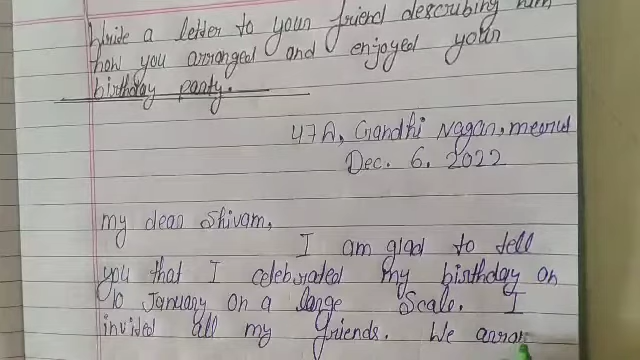 Write a letter to your friend describing him
how you arranged and enjoyed your
birthday party.
47A, Gandhi Nagar, Meerut
Dec. 6, 2022
My dear Shivam,
I am glad to tell
you that I celebrated my birthday on
10 January on a large Scale. I
invited all my friends. We